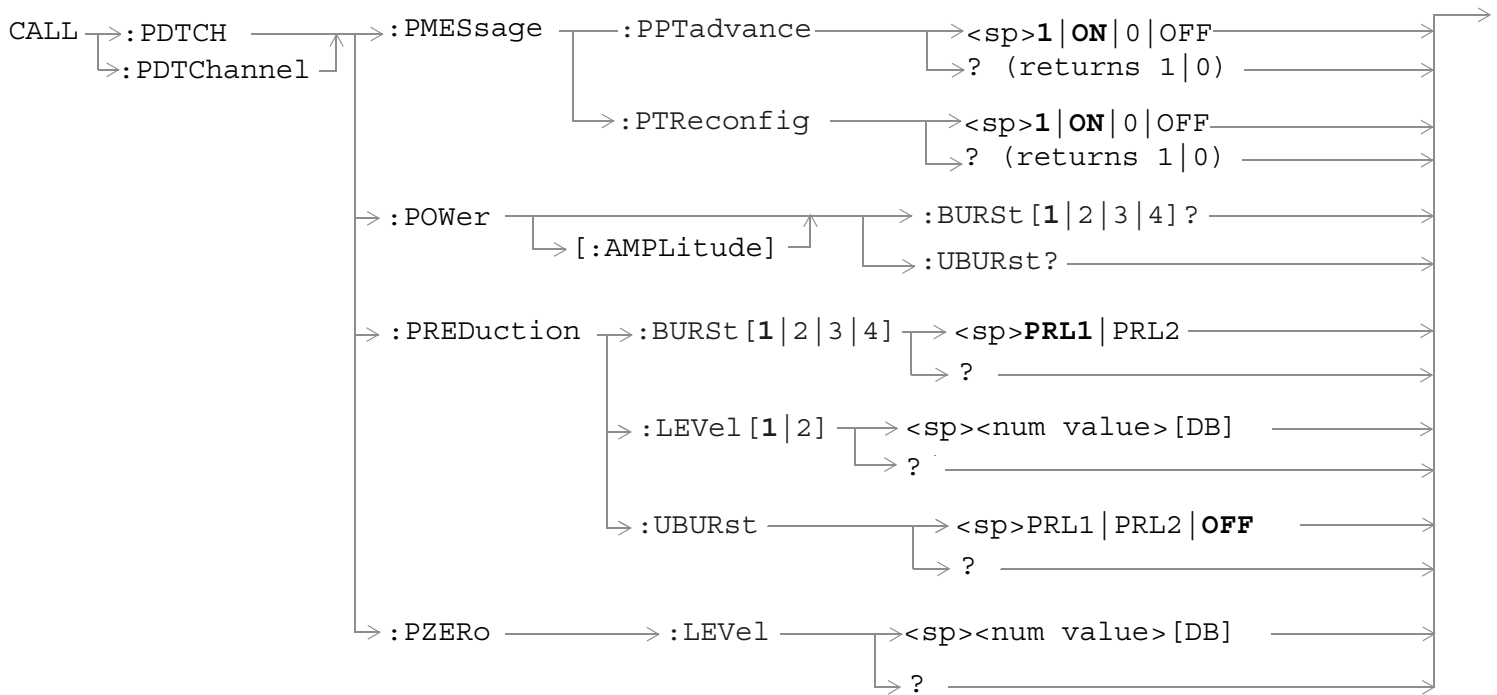 CALL :PDTCH :PMESsage :PPTadvance <sp>1|ON|0|OFF
:PDTChannel ? (returns 1|0)
:PTReconfig <sp>1|ON|0|OFF
? (returns 1|0)
:POWer :BURSt[1|2|3|4]?
[:AMPLitude]
:UBURst?
:PREDuction :BURSt[1|2|3|4] <sp>PRL1|PRL2
?
:LEVel[1|2] <sp><num value>[DB]
?
:UBURst <sp>PRL1|PRL2|OFF
?
:PZERo :LEVel <sp><num value>[DB]
?